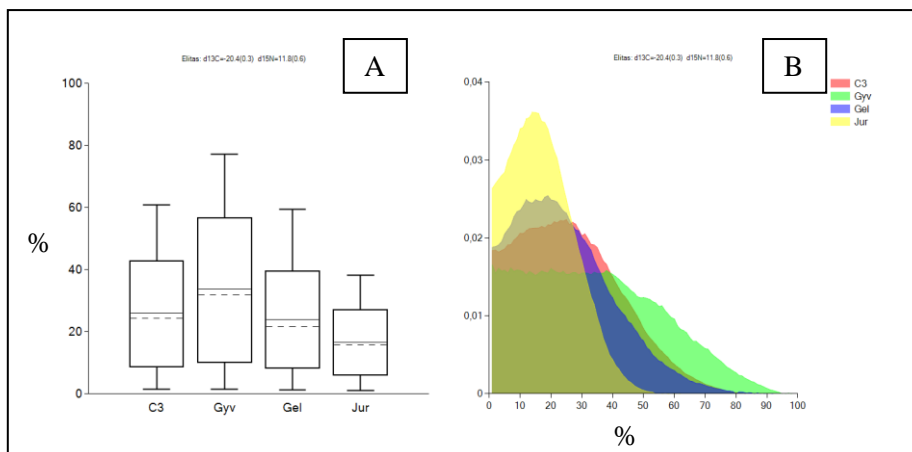 Elitas: d13C=-20.4(0.3) d15N=11.8(0.6)
A
100
80
60
40
20
0
%
C3 Gyv Gel Jur
Elitas: d13C=-20.4(0.3) d15N=11.8(0.6)
B
C3
Gyv
Gel
Jur
0,04
0,03
0,02
0,01
0
0 10 20 30 40 50 60 70 80 90 100
%